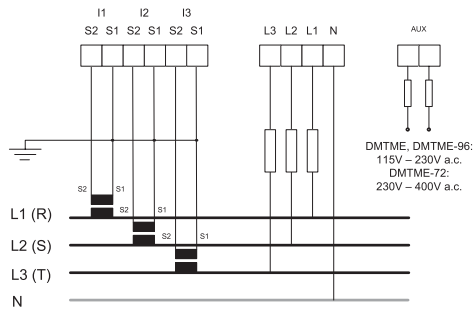 I1 I2 I3
S2 S1 S2 S1 S2 S1 L3 L2 L1 N AUX
DMTME, DMTME-96:
115V – 230V a.c.
DMTME-72:
230V – 400V a.c.
S2 S1
L1 (R)
S2 S1
L2 (S)
S2 S1
L3 (T)
N